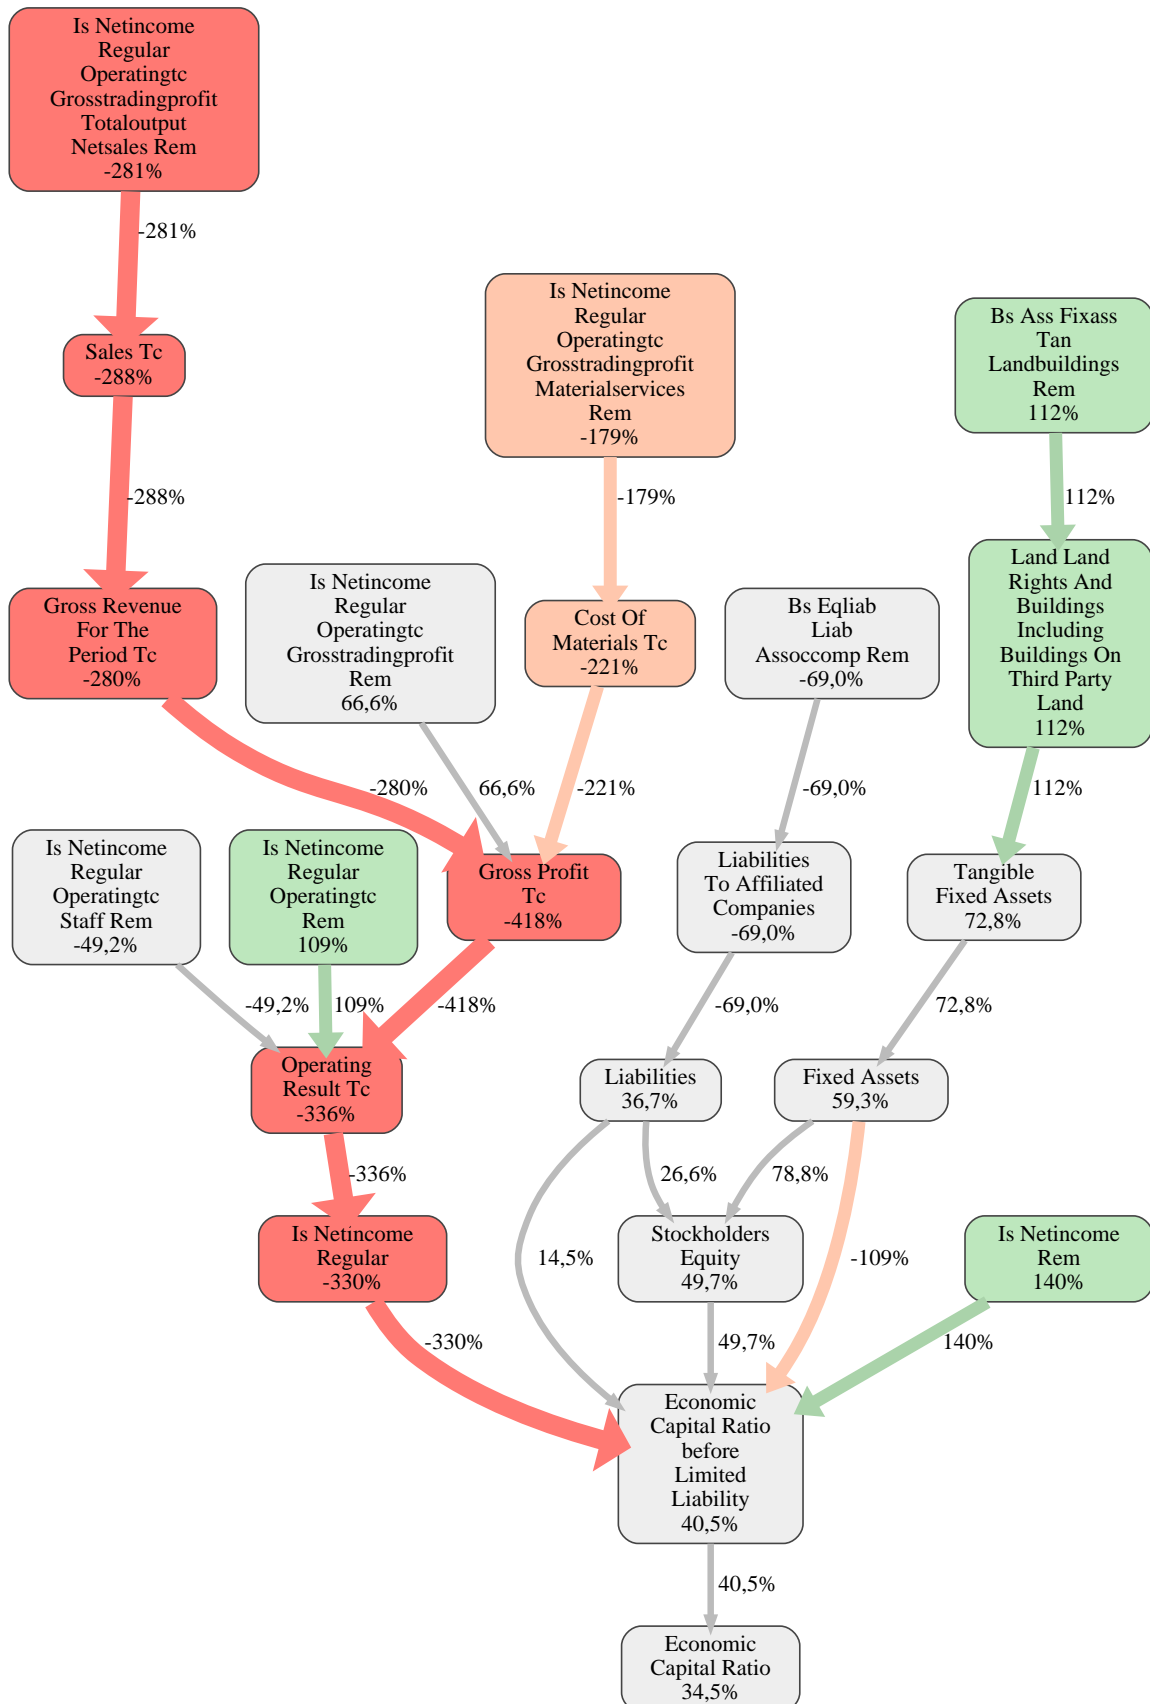 Is Netincome
Regular
Operatingtc
Grosstradingprofit
Totaloutput
Netsales Rem
-281%
-281%
Sales Tc
-288%
-288%
Is Netincome
Regular
Operatingtc
Grosstradingprofit
Materialservices
Rem
-179%
-179%
Bs Ass Fixass
Tan
Landbuildings
Rem
112%
112%
Gross Revenue
For The
Period Tc
-280%
-280%
Is Netincome
Regular
Operatingtc
Grosstradingprofit
Rem
66,6%
66,6%
Cost Of
Materials Tc
-221%
-221%
Bs Eqliab
Liab
Assoccomp Rem
-69,0%
-69,0%
Land Land
Rights And
Buildings
Including
Buildings On
Third Party
Land
112%
112%
Is Netincome
Regular
Operatingtc
Staff Rem
-49,2%
-49,2%
Is Netincome
Regular
Operatingtc
Rem
109%
109%
Gross Profit
Tc
-418%
-418%
Liabilities
To Affiliated
Companies
-69,0%
-69,0%
Tangible
Fixed Assets
72,8%
72,8%
Operating
Result Tc
-336%
-336%
Liabilities
36,7%
14,5%
26,6%
Fixed Assets
59,3%
78,8%
-109%
Is Netincome
Regular
-330%
-330%
Stockholders
Equity
49,7%
49,7%
Is Netincome
Rem
140%
140%
Economic
Capital Ratio
before
Limited
Liability
40,5%
40,5%
Economic
Capital Ratio
34,5%